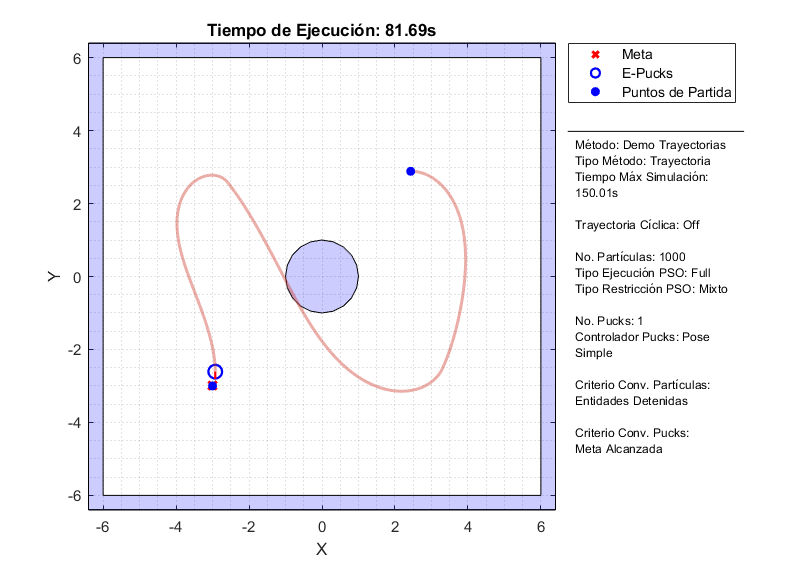 Tiempo de Ejecución: 81.69s
Meta
E-Pucks
Puntos de Partida
Método: Demo Trayectorias
Tipo Método: Trayectoria
Tiempo Máx Simulación:
150.01s
Trayectoria Cíclica: Off
No. Partículas: 1000
Tipo Ejecución PSO: Full
Tipo Restricción PSO: Mixto
No. Pucks: 1
Controlador Pucks: Pose
Simple
Criterio Conv. Partículas:
Entidades Detenidas
Criterio Conv. Pucks:
Meta Alcanzada
Y
6
4
2
0
-2
-4
-6
-6 -4 -2 0 2 4 6
X